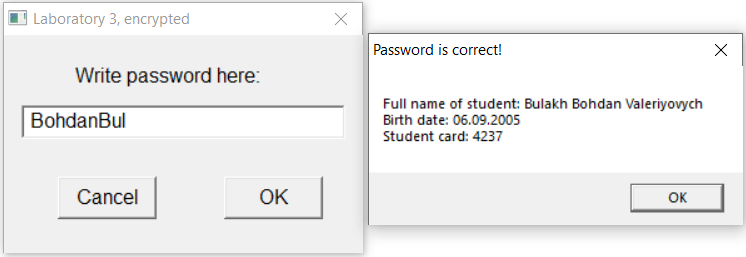 Laboratory 3, encrypted
Write password here:
BohdanBul
Cancel
OK
Password is correct!
Full name of student: Bulakh Bohdan Valeriyovych
Birth date: 06.09.2005
Student card: 4237
OK